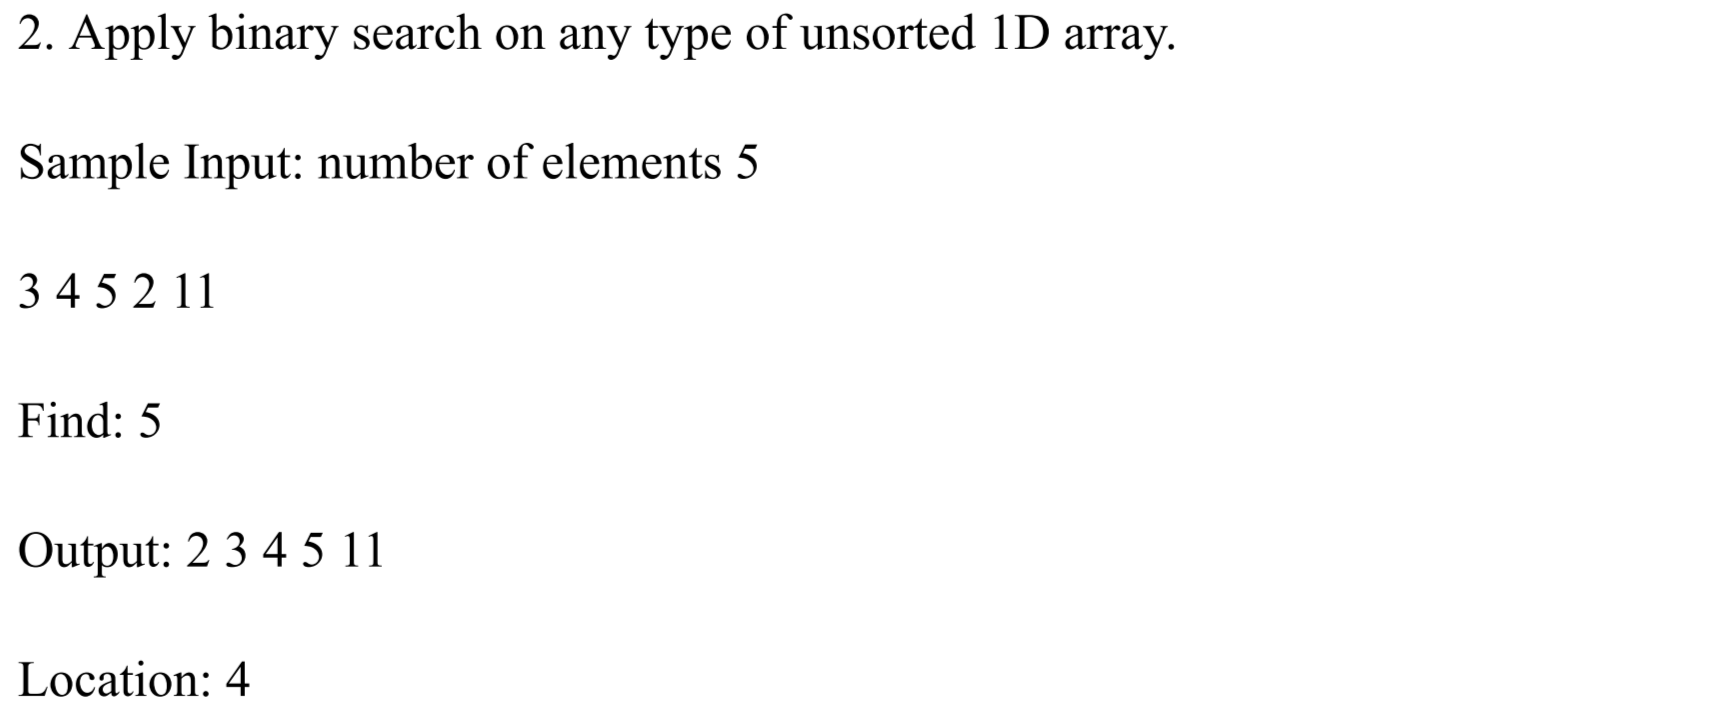 2. Apply binary search on any type of unsorted 1D array.
Sample Input: number of elements 5
3 4 5 2 11
Find: 5
Output: 2 3 4 5 11
Location: 4